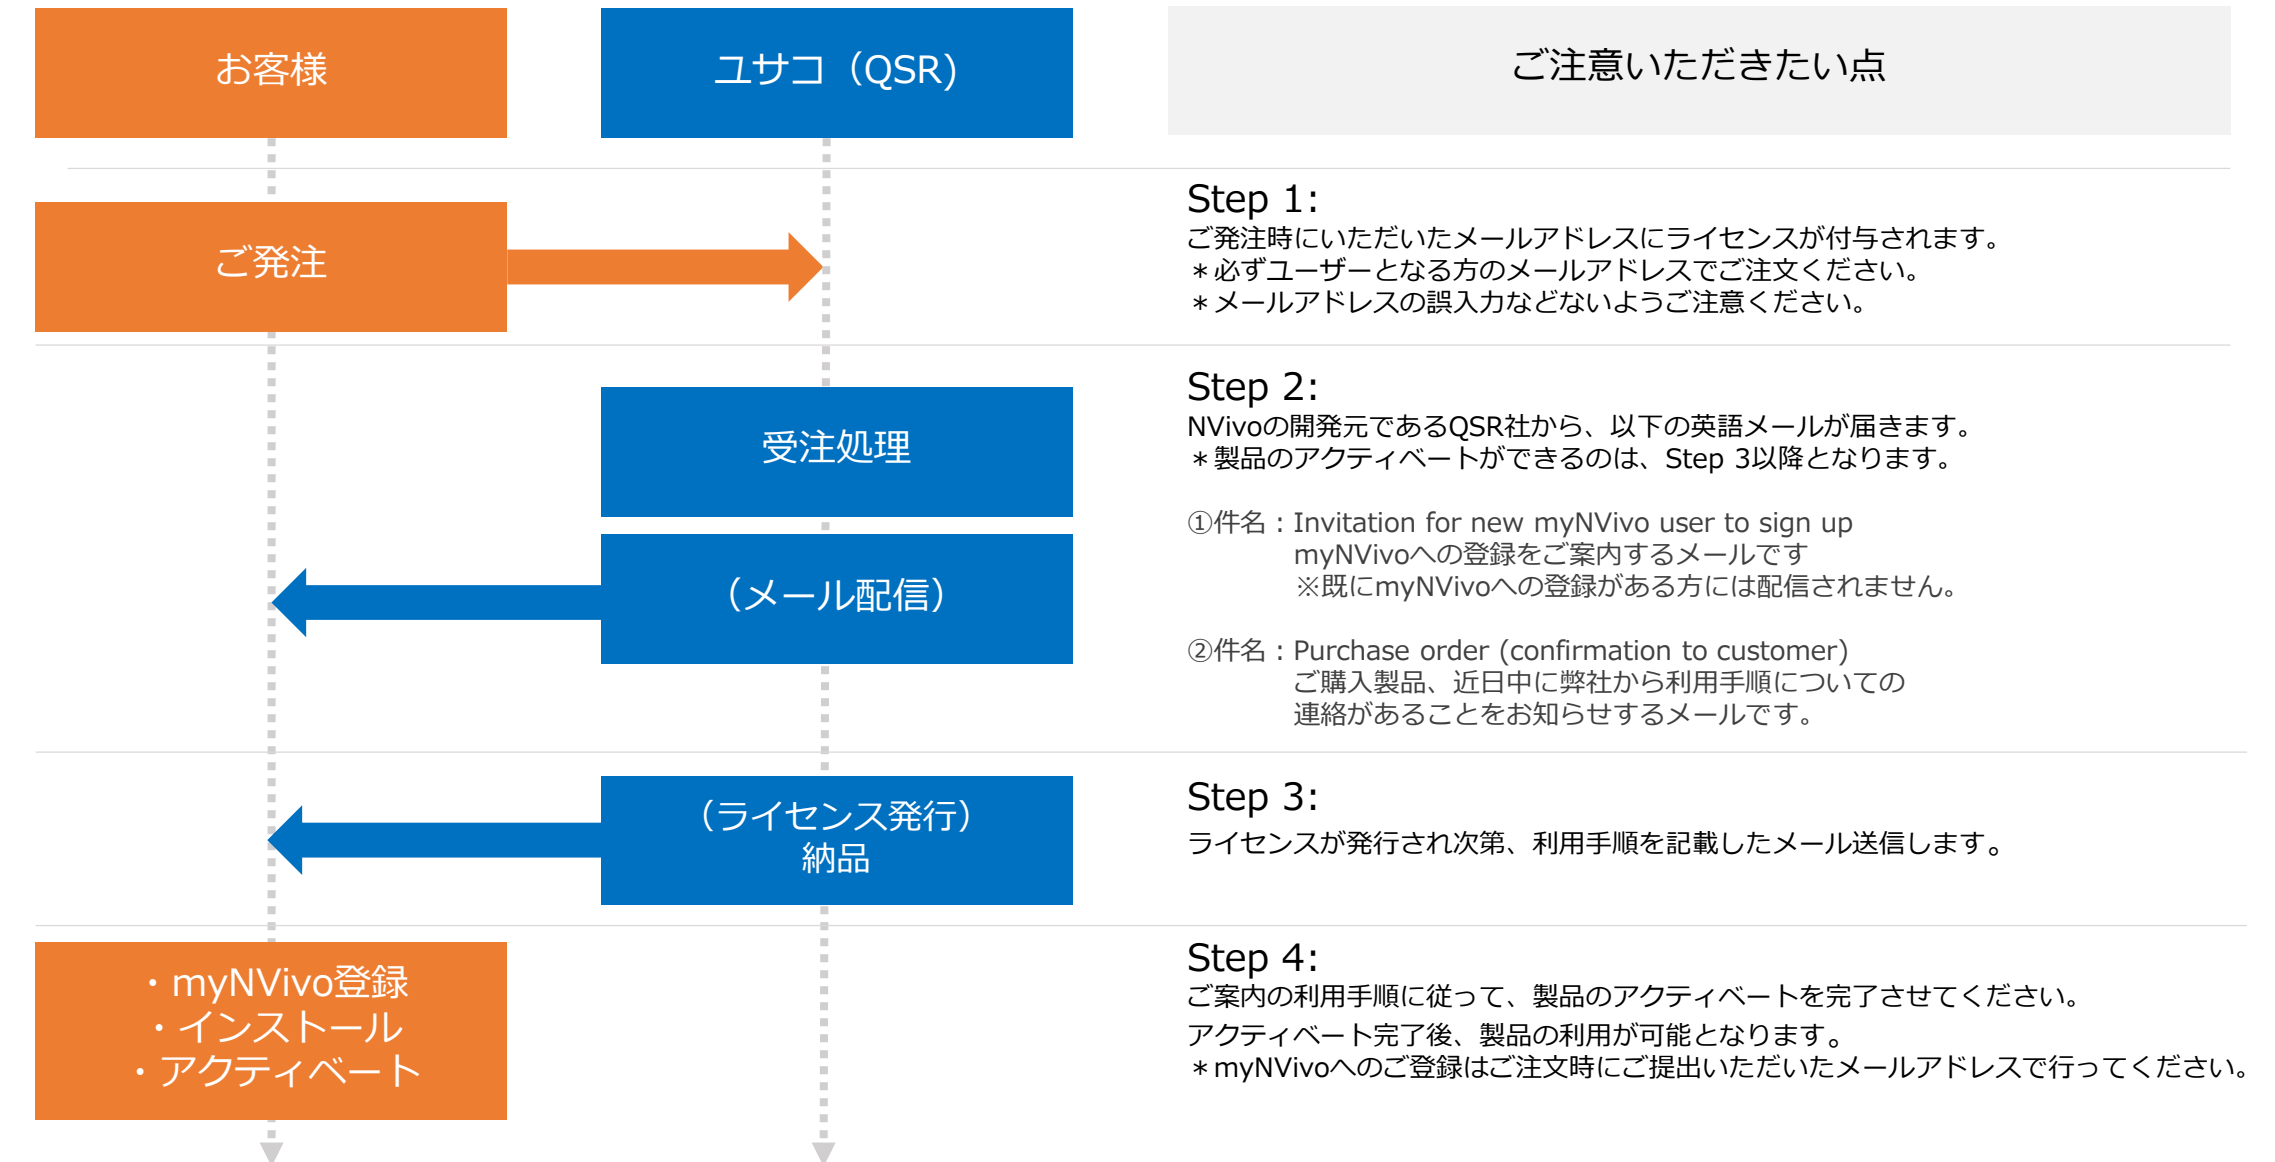 お客様
ユサコ（QSR)
ご注意いただきたい点
ご発注
Step 1:
ご発注時にいただいたメールアドレスにライセンスが付与されます。
＊必ずユーザーとなる方のメールアドレスでご注文ください。
＊メールアドレスの誤入力などないようご注意ください。
受注処理
（メール配信）
Step 2:
NVivoの開発元であるQSR社から、以下の英語メールが届きます。
＊製品のアクティベートができるのは、Step 3以降となります。
①件名：Invitation for new myNVivo user to sign up
myNVivoへの登録をご案内するメールです
※既にmyNVivoへの登録がある方には配信されません。
②件名：Purchase order (confirmation to customer)
ご購入製品、近日中に弊社から利用手順についての
連絡があることをお知らせするメールです。
（ライセンス発行）
納品
Step 3:
ライセンスが発行され次第、利用手順を記載したメール送信します。
・myNVivo登録
・インストール
・アクティベート
Step 4:
ご案内の利用手順に従って、製品のアクティベートを完了させてください。
アクティベート完了後、製品の利用が可能となります。
＊myNVivoへのご登録はご注文時にご提出いただいたメールアドレスで行ってください。